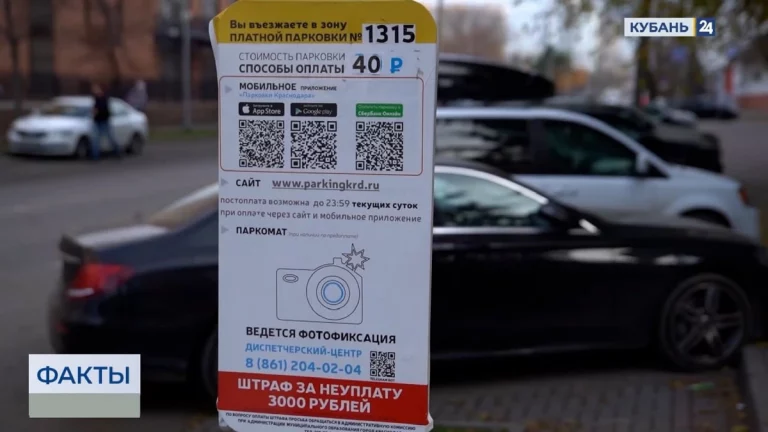 Вы въезжаете в зону
ПЛАТНОЙ ПАРКОВКИ № 1315
КУБАНЬ 24
СТОИМОСТЬ ПАРКОВКИ
СПОСОБЫ ОПЛАТЫ 40 ₽
МОБИЛЬНОЕ ПРИЛОЖЕНИЕ
«Парковки Краснодара»
App Store
Google play
Сбербанк Онлайн
САЙТ www.parkingkrd.ru
постоплата возможна до 23:59 текущих суток
при оплате через сайт и мобильное приложение
ПАРКОМАТ
ВЕДЕТСЯ ФОТОФИКСАЦИЯ
ДИСПЕТЧЕРСКИЙ-ЦЕНТР
8 (861) 204-02-04
ШТРАФ ЗА НЕУПЛАТУ
3000 РУБЛЕЙ
ФАКТЫ